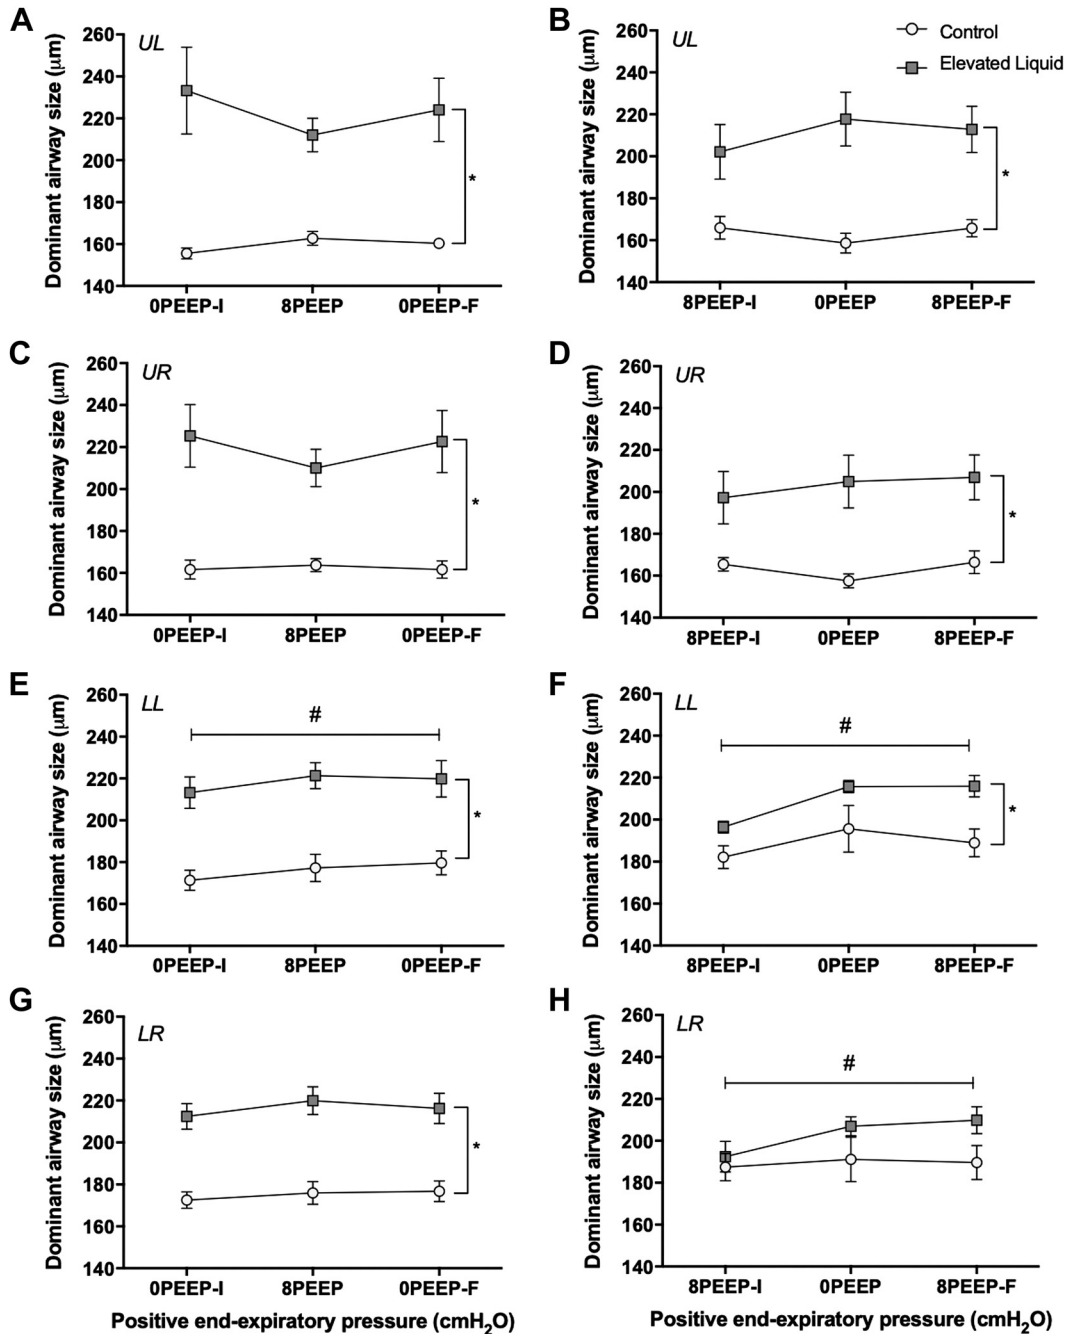 A
UL
Dominant airway size (μm)
260
240
220
200
180
160
140
*
0PEEP-I 8PEEP 0PEEP-F
B
UL
Control
Elevated Liquid
Dominant airway size (μm)
260
240
220
200
180
160
140
*
8PEEP-I 0PEEP 8PEEP-F
C
UR
Dominant airway size (μm)
260
240
220
200
180
160
140
*
0PEEP-I 8PEEP 0PEEP-F
D
UR
Dominant airway size (μm)
260
240
220
200
180
160
140
*
8PEEP-I 0PEEP 8PEEP-F
E
LL
Dominant airway size (μm)
260
240
220
200
180
160
140
#
*
0PEEP-I 8PEEP 0PEEP-F
F
LL
Dominant airway size (μm)
260
240
220
200
180
160
140
#
*
8PEEP-I 0PEEP 8PEEP-F
G
LR
Dominant airway size (μm)
260
240
220
200
180
160
140
*
0PEEP-I 8PEEP 0PEEP-F
Positive end-expiratory pressure (cmH₂O)
H
LR
Dominant airway size (μm)
260
240
220
200
180
160
140
#
8PEEP-I 0PEEP 8PEEP-F
Positive end-expiratory pressure (cmH₂O)